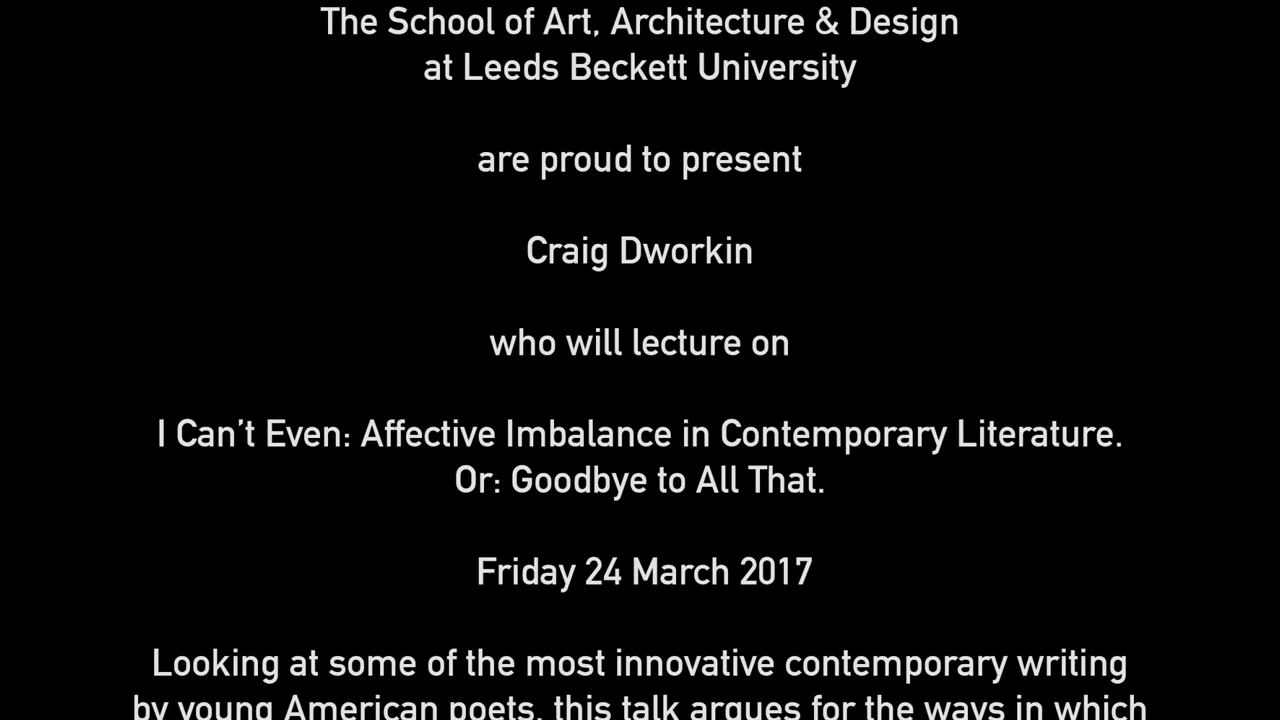 The School of Art, Architecture & Design
at Leeds Beckett University
are proud to present
Craig Dworkin
who will lecture on
I Can’t Even: Affective Imbalance in Contemporary Literature.
Or: Goodbye to All That.
Friday 24 March 2017
Looking at some of the most innovative contemporary writing
by young American poets, this talk argues for the ways in which